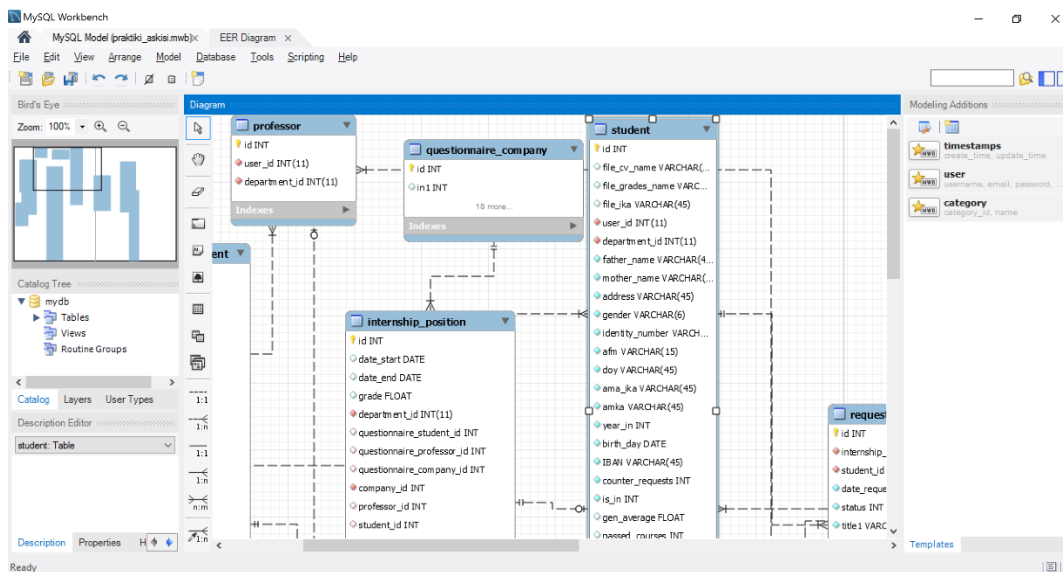 MySQL Workbench
MySQL Model (praktiki_askisi.mwb)× EER Diagram ×
File Edit View Arrange Model Database Tools Scripting Help
Bird's Eye
Zoom: 100%
Catalog Tree
mydb
Tables
Views
Routine Groups
Catalog Layers User Types
Description Editor
student: Table
Description Properties H
Ready
Diagram
1:1
1:n
1:1
1:n
n:m
1:n
professor
id INT
user_id INT(11)
department_id INT(11)
Indexes
ent
questionnaire_company
id INT
in1 INT
18 more...
Indexes
internship_position
id INT
date_start DATE
date_end DATE
grade FLOAT
department_id INT(11)
questionnaire_student_id INT
questionnaire_professor_id INT
questionnaire_company_id INT
company_id INT
professor_id INT
student_id INT
student
id INT
file_cv_name VARCHAR(...
file_grades_name VARC...
file_ika VARCHAR(45)
user_id INT(11)
department_id INT(11)
father_name VARCHAR(4...
mother_name VARCHAR(...
address VARCHAR(45)
gender VARCHAR(6)
identity_number VARCH...
afm VARCHAR(15)
doy VARCHAR(45)
ama_ika VARCHAR(45)
amka VARCHAR(45)
year_in INT
birth_day DATE
IBAN VARCHAR(45)
counter_requests INT
is_in INT
gen_average FLOAT
passed_courses INT
reques
id INT
internship_
student_id
date_reque
status INT
title1 VARC
Modeling Additions
timestamps
create_time, update_time
user
username, email, password, ...
category
category_id, name
Templates